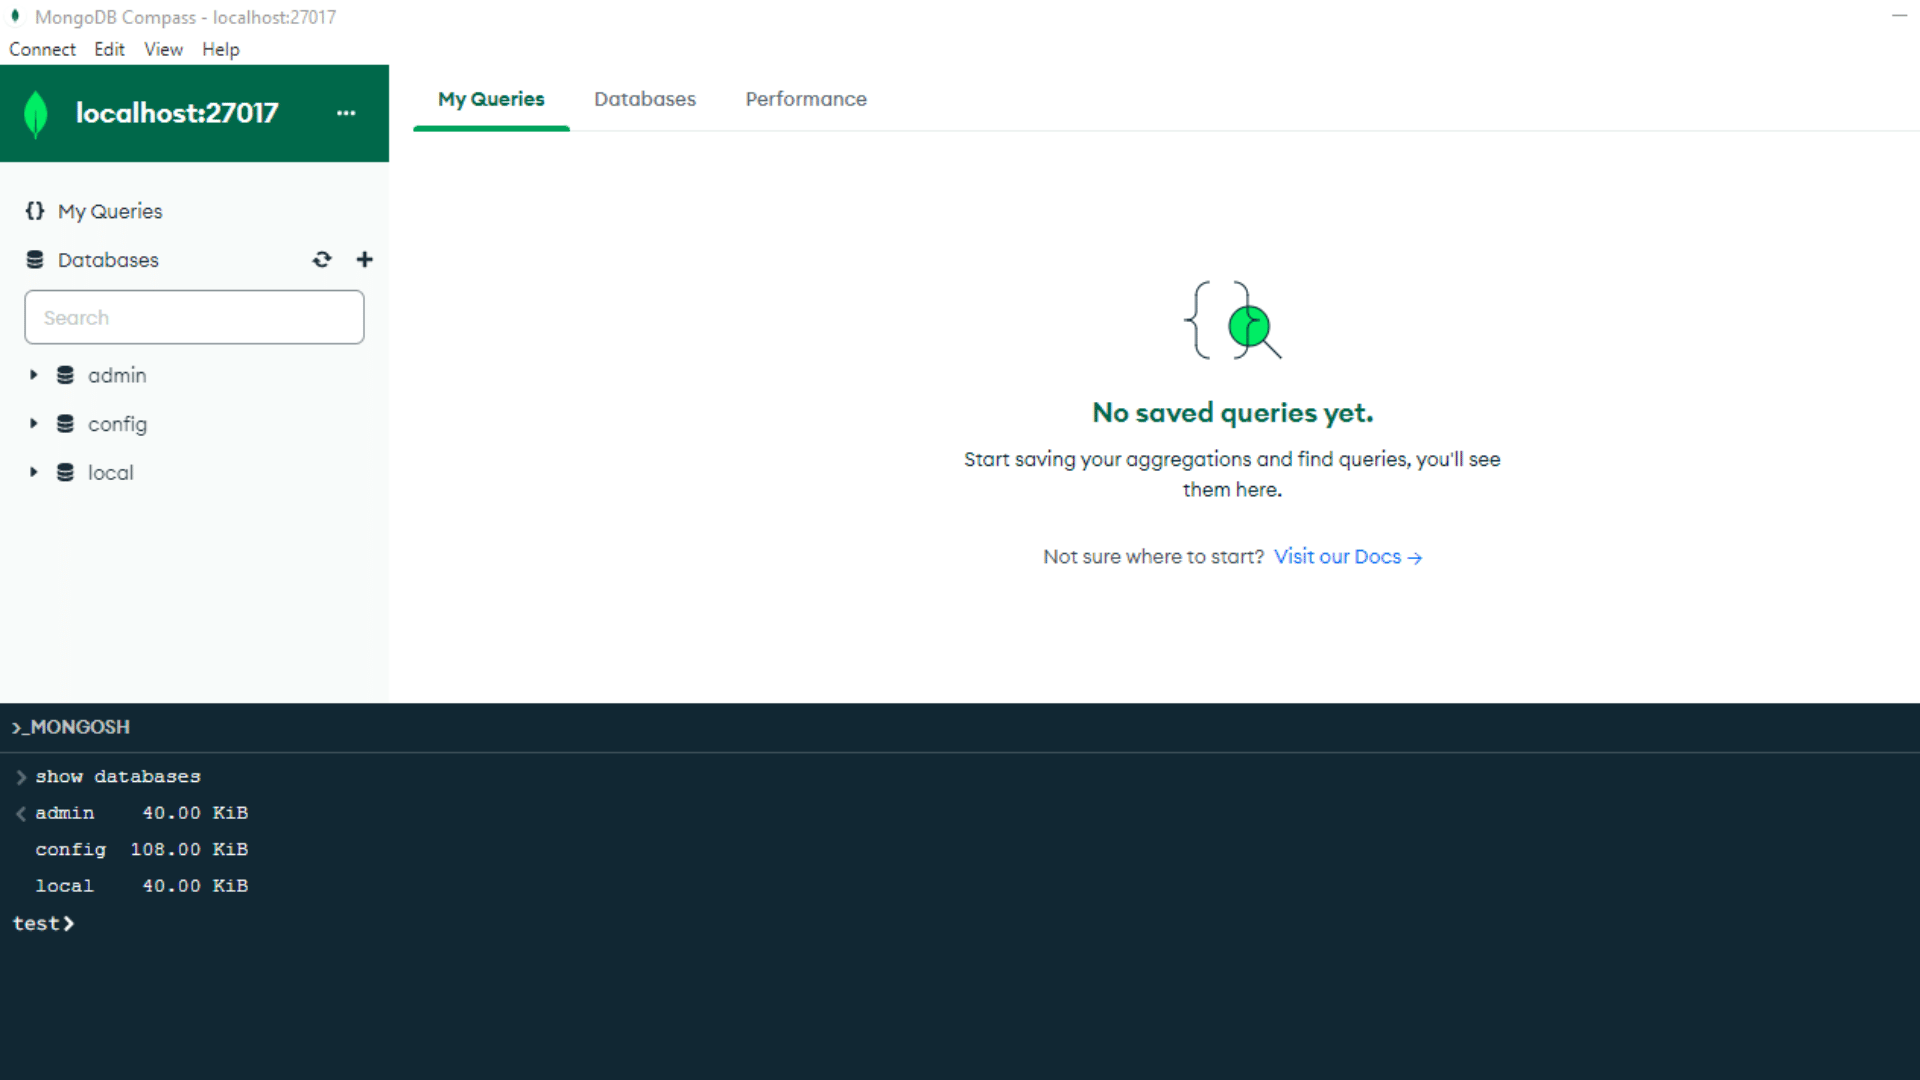 MongoDB Compass - localhost:27017
Connect Edit View Help
localhost:27017 ...
My Queries Databases Performance
{} My Queries
Databases
Search
admin
config
local
No saved queries yet.
Start saving your aggregations and find queries, you'll see
them here.
Not sure where to start? Visit our Docs →
>_MONGOSH
> show databases
< admin 40.00 KiB
config 108.00 KiB
local 40.00 KiB
test>